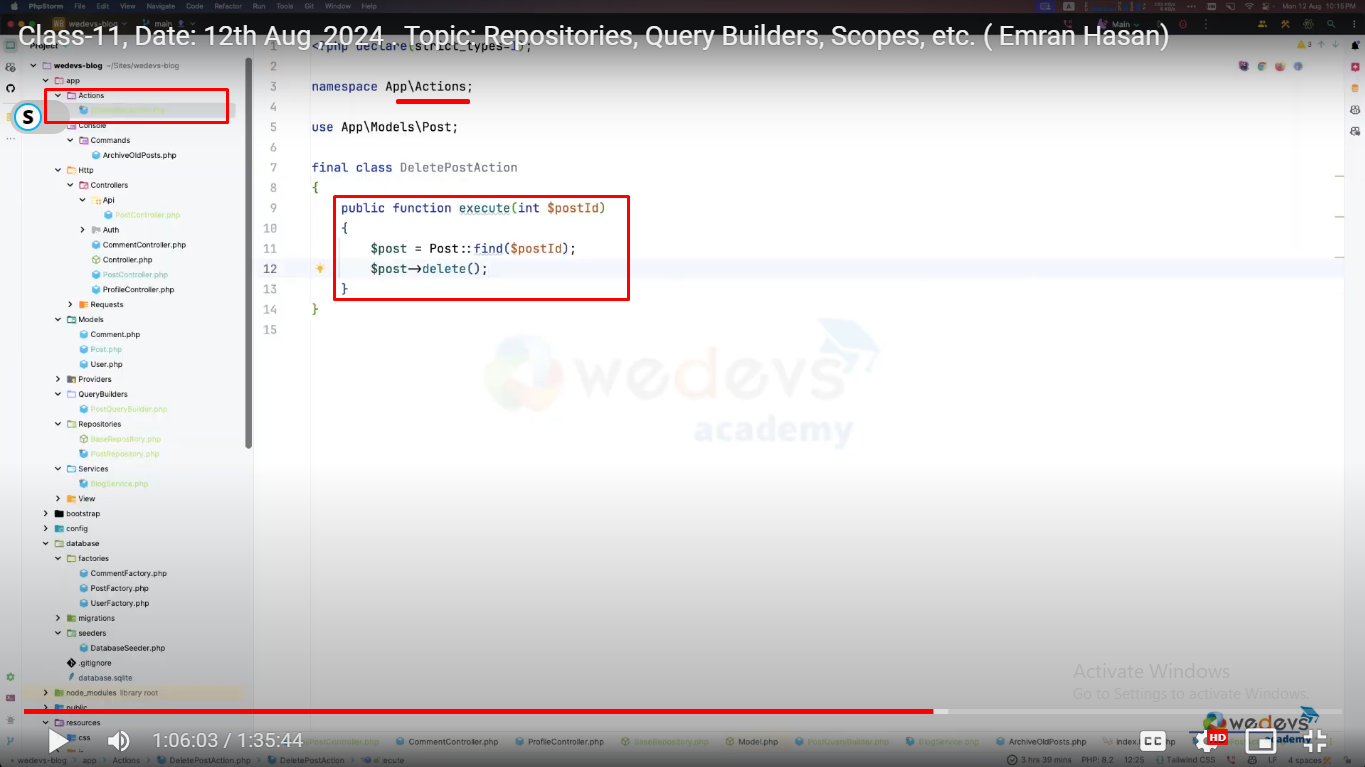 PhpStorm File Edit View Navigate Code Refactor Run Tools Git Window Help
Mon 12 Aug 10:15 PM
WB wedevs-blog main
Main
Class-11, Date: 12th Aug, 2024 , Topic: Repositories, Query Builders, Scopes, etc. ( Emran Hasan)
Project
wedevs-blog ~/Sites/wedevs-blog
app
Actions
Console
Commands
ArchiveOldPosts.php
Http
Controllers
Api
PostController.php
Auth
CommentController.php
Controller.php
PostController.php
ProfileController.php
Requests
Models
Comment.php
Post.php
User.php
Providers
QueryBuilders
PostQueryBuilder.php
Repositories
BaseRepository.php
PostRepository.php
Services
BlogService.php
View
bootstrap
config
database
factories
CommentFactory.php
PostFactory.php
UserFactory.php
migrations
seeders
DatabaseSeeder.php
.gitignore
database.sqlite
node_modules library root
public
resources
css
S
1 <?php declare(strict_types=1);
2
3 namespace App\Actions;
4
5 use App\Models\Post;
6
7 final class DeletePostAction
8 {
9 public function execute(int $postId)
10 {
11 $post = Post::find($postId);
12 $post->delete();
13 }
14 }
15
3
wedevs
academy
Activate Windows
Go to Settings to activate Windows.
wedevs
academy
1:06:03 / 1:35:44
PostController.php CommentController.php ProfileController.php BaseRepository.php Model.php PostQueryBuilder.php BlogService.php ArchiveOldPosts.php
CC HD
wedevs-blog > app > Actions > DeletePostAction.php > DeletePostAction > execute
3 hrs 39 mins PHP: 8.2 12:25 Tailwind CSS LF 4 spaces